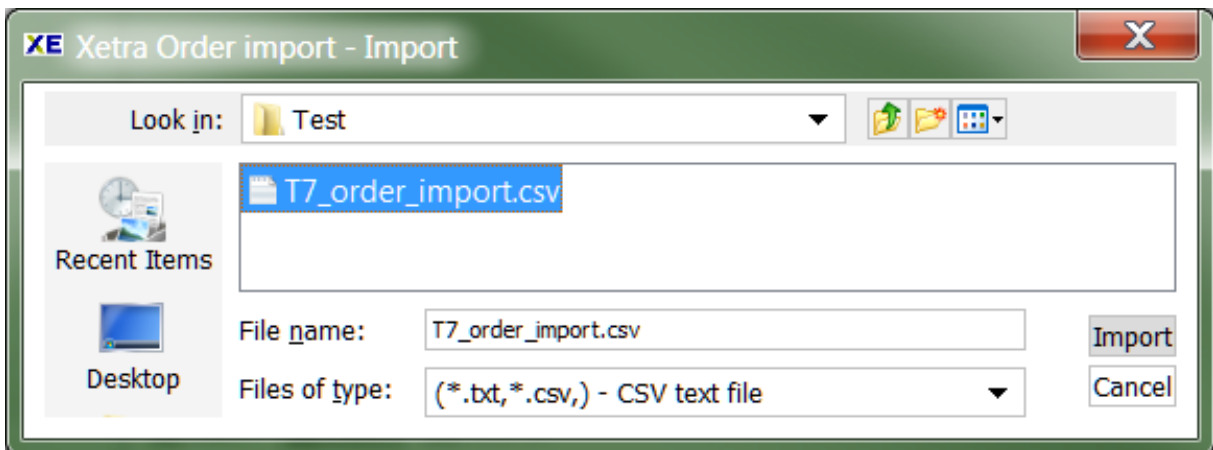 XE Xetra Order import - Import
X
Look in: Test
T7_order_import.csv
Recent Items
File name: T7_order_import.csv
Import
Desktop
Files of type: (*.txt,*.csv,) - CSV text file
Cancel